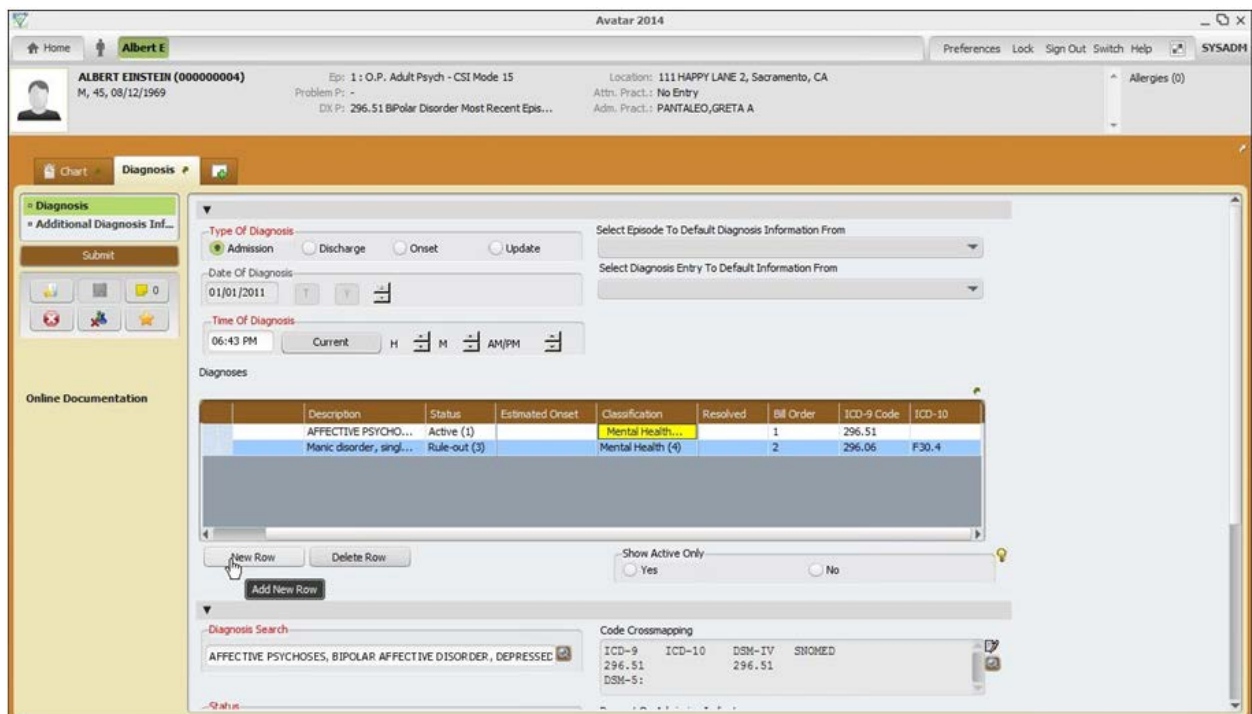 Avatar 2014
Home Albert E Preferences Lock Sign Out Switch Help SYSADM
ALBERT EINSTEIN (000000004) Ep: 1 : O.P. Adult Psych - CSI Mode 15 Location: 111 HAPPY LANE 2, Sacramento, CA Allergies (0)
M, 45, 08/12/1969 Problem P: - Attn. Pract.: No Entry
DX P: 296.51 BiPolar Disorder Most Recent Epis... Adm. Pract.: PANTALEO,GRETA A
Chart Diagnosis
Diagnosis
Additional Diagnosis Inf...
Submit
0
Online Documentation
Type Of Diagnosis Select Episode To Default Diagnosis Information From
Admission Discharge Onset Update
Date Of Diagnosis Select Diagnosis Entry To Default Information From
01/01/2011 T Y
Time Of Diagnosis
06:43 PM Current H M AM/PM
Diagnoses
Description Status Estimated Onset Classification Resolved Bill Order ICD-9 Code ICD-10
AFFECTIVE PSYCHO... Active (1) Mental Health... 1 296.51
Manic disorder, singl... Rule-out (3) Mental Health (4) 2 296.06 F30.4
New Row Delete Row Show Active Only
Yes No
Add New Row
Diagnosis Search Code Crossmapping
AFFECTIVE PSYCHOSES, BIPOLAR AFFECTIVE DISORDER, DEPRESSED
ICD-9 ICD-10 DSM-IV SNOMED
296.51 296.51
DSM-5:
Status